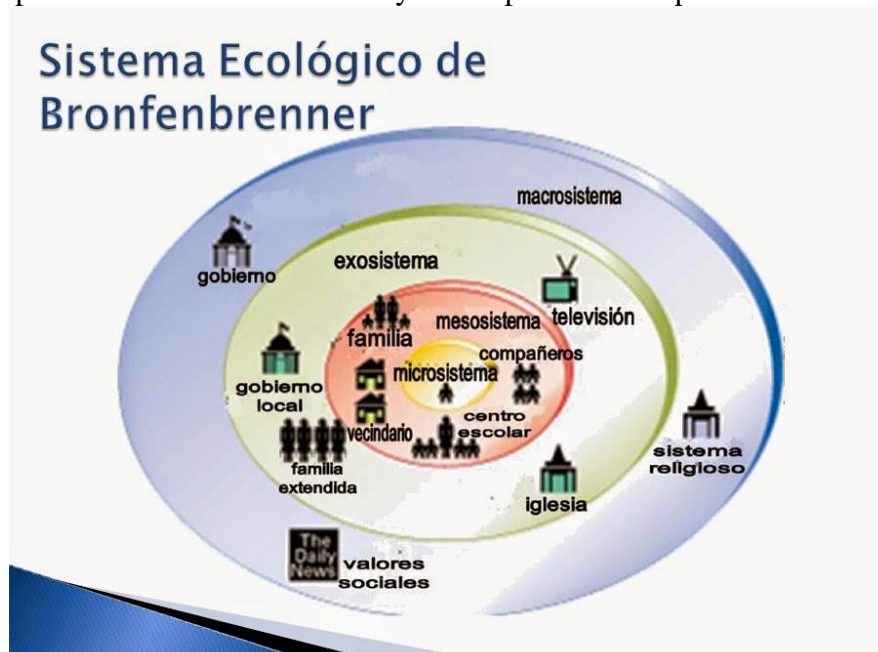 Sistema Ecológico de
Bronfenbrenner
macrosistema
gobierno
exosistema
televisión
mesosistema
familia
compañeros
microsistema
gobierno
local
centro
escolar
vecindario
familia
extendida
iglesia
sistema
religioso
The
Daily
News
valores
sociales